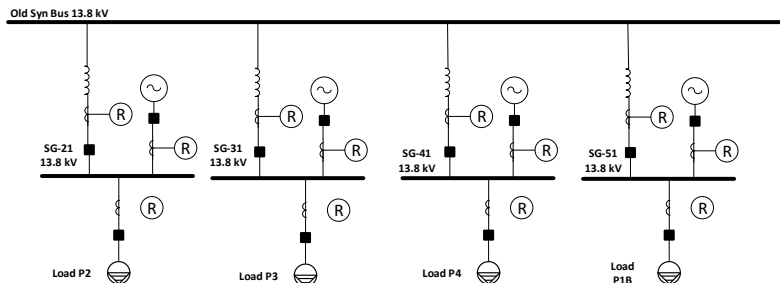 Old Syn Bus 13.8 kV
R
R
R
R
SG-21
13.8 kV
R
SG-31
13.8 kV
R
SG-41
13.8 kV
R
SG-51
13.8 kV
R
R
R
R
R
Load P2
Load P3
Load P4
Load
P1B